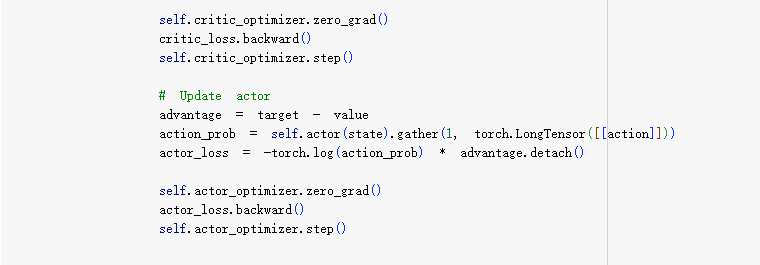 self.critic_optimizer.zero_grad()
critic_loss.backward()
self.critic_optimizer.step()
# Update actor
advantage = target - value
action_prob = self.actor(state).gather(1, torch.LongTensor([[action]]))
actor_loss = -torch.log(action_prob) * advantage.detach()
self.actor_optimizer.zero_grad()
actor_loss.backward()
self.actor_optimizer.step()